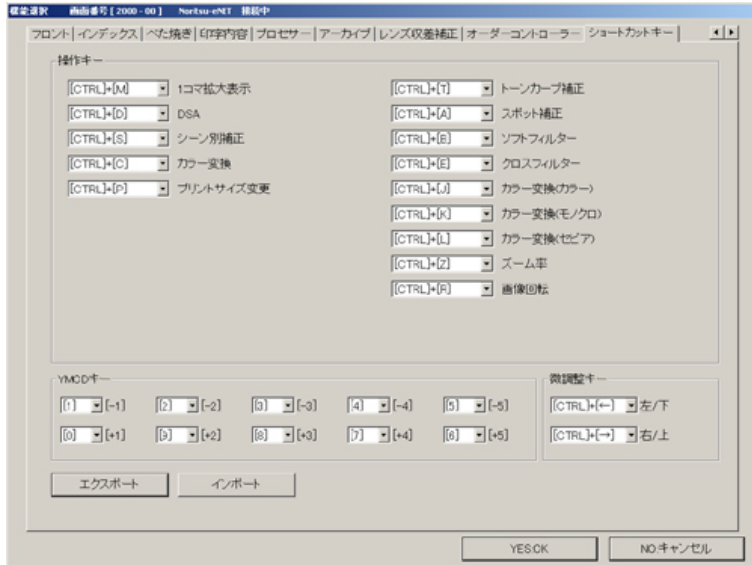 機能選択 画面番号 [ 2000 - 00 ] Noritsu-eNET 接続中
フロント インデックス べた焼き 印字内容 プロセサー アーカイブ レンズ収差補正 オーダーコントローラー ショートカットキー
操作キー
[CTRL]+[M] 1コマ拡大表示
[CTRL]+[D] DSA
[CTRL]+[S] シーン別補正
[CTRL]+[C] カラー変換
[CTRL]+[P] プリントサイズ変更
[CTRL]+[T] トーンカーブ補正
[CTRL]+[A] スポット補正
[CTRL]+[B] ソフトフィルター
[CTRL]+[E] クロスフィルター
[CTRL]+[J] カラー変換(カラー)
[CTRL]+[K] カラー変換(モノクロ)
[CTRL]+[L] カラー変換(セピア)
[CTRL]+[Z] ズーム率
[CTRL]+[R] 画像回転
YMCDキー
[1] [-1] [2] [-2] [3] [-3] [4] [-4] [5] [-5]
[0] [+1] [9] [+2] [8] [+3] [7] [+4] [6] [+5]
微調整キー
[CTRL]+[←] 左/下
[CTRL]+[→] 右/上
エクスポート インポート
YES:OK NO:キャンセル